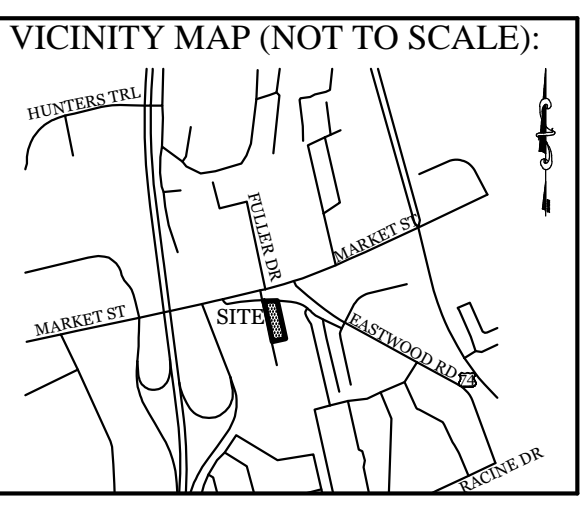 VICINITY MAP (NOT TO SCALE):
HUNTERS TRL
FULLER DR
MARKET ST
MARKET ST
SITE
EASTWOOD RD
74
RACINE DR